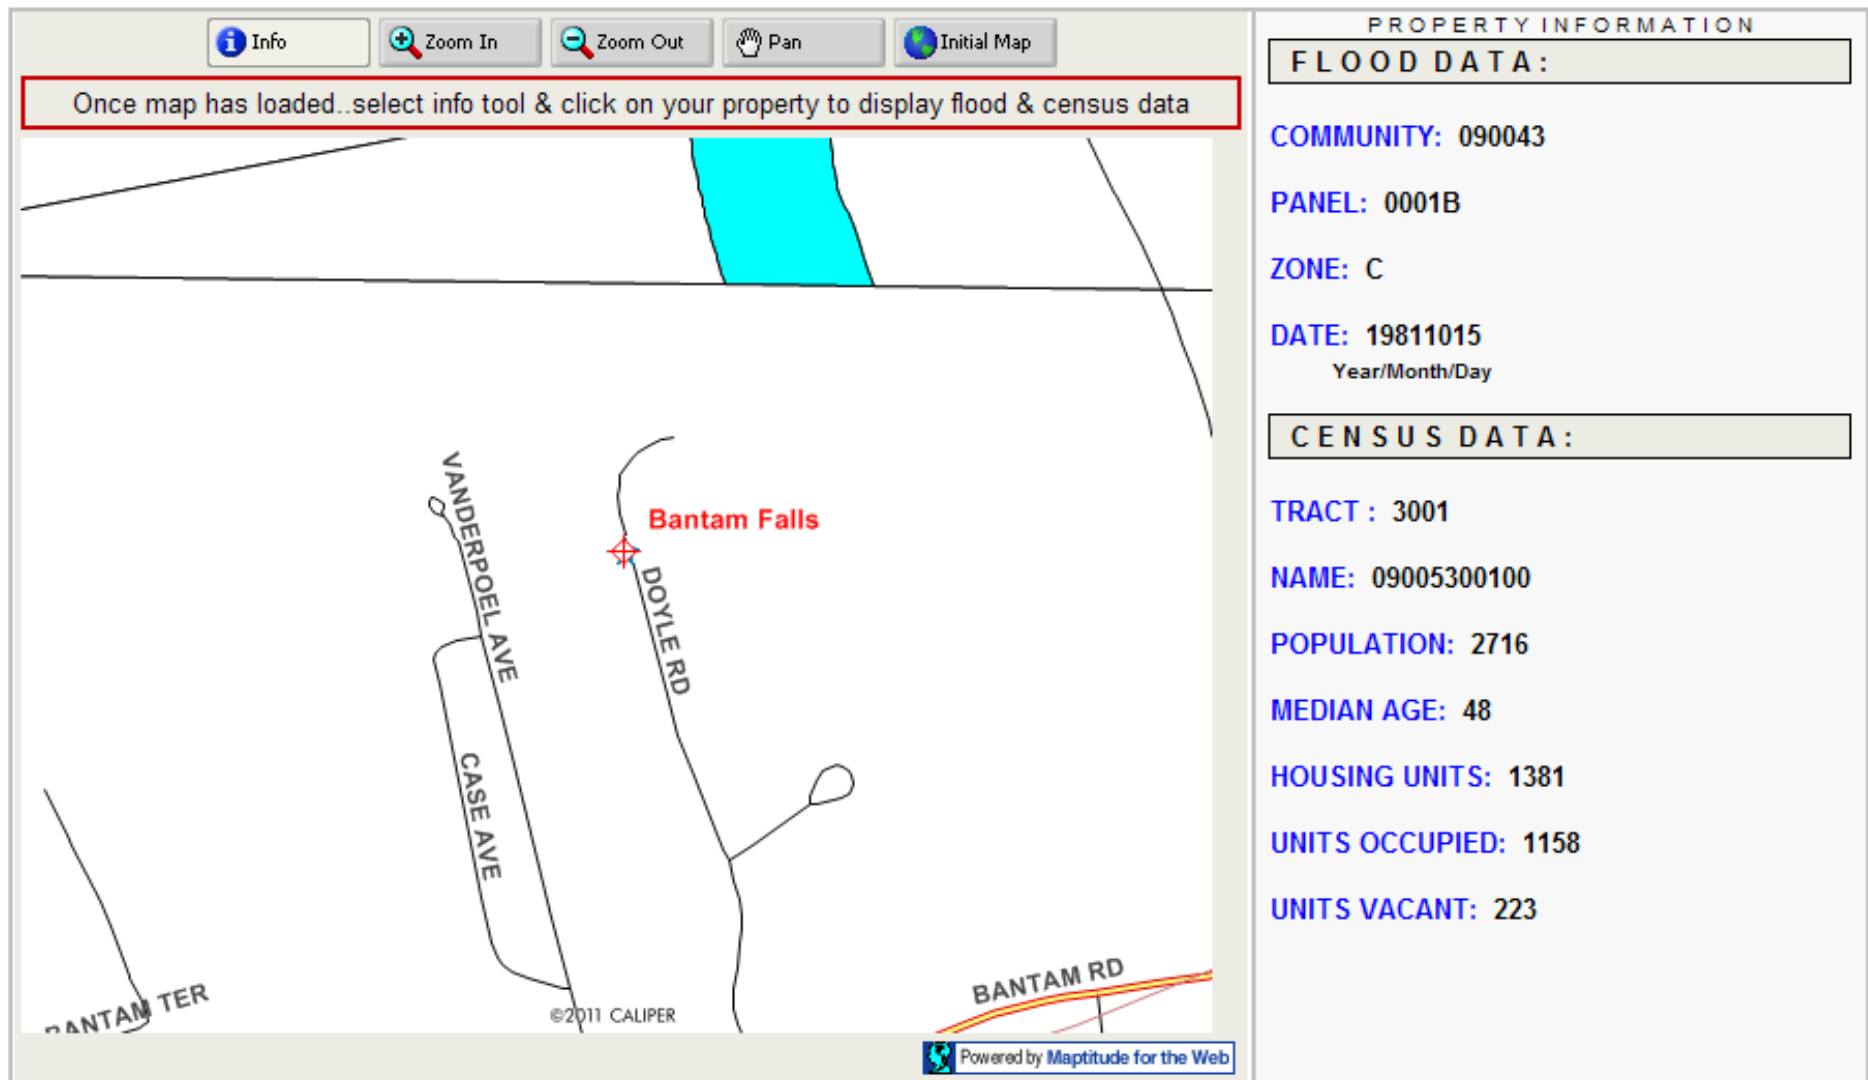 Info
Zoom In
Zoom Out
Pan
Initial Map
Once map has loaded..select info tool & click on your property to display flood & census data
VANDERPOEL AVE
Bantam Falls
DOYLE RD
CASE AVE
BANTAM TER
BANTAM RD
©2011 CALIPER
Powered by Maptitude for the Web
PROPERTY INFORMATION
FLOOD DATA:
COMMUNITY: 090043
PANEL: 0001B
ZONE: C
DATE: 19811015
Year/Month/Day
CENSUS DATA:
TRACT : 3001
NAME: 09005300100
POPULATION: 2716
MEDIAN AGE: 48
HOUSING UNITS: 1381
UNITS OCCUPIED: 1158
UNITS VACANT: 223